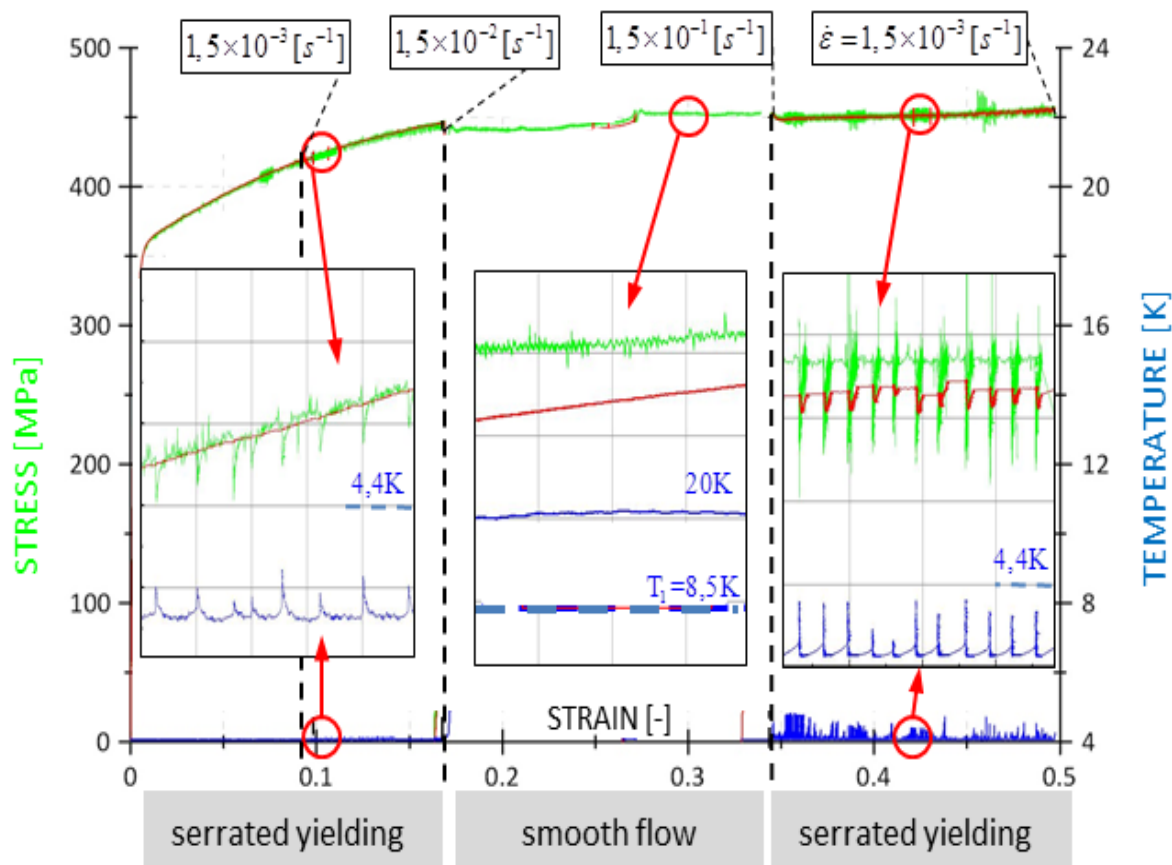 1,5×10⁻³ [s⁻¹]
1,5×10⁻² [s⁻¹]
1,5×10⁻¹ [s⁻¹]
ε̇ = 1,5×10⁻³ [s⁻¹]
500
400
300
200
100
0
STRESS [MPa]
24
22
20
16
12
8
4
TEMPERATURE [K]
4,4K
20K
T₁=8,5K
4,4K
STRAIN [-]
0
0.1
0.2
0.3
0.4
0.5
serrated yielding
smooth flow
serrated yielding